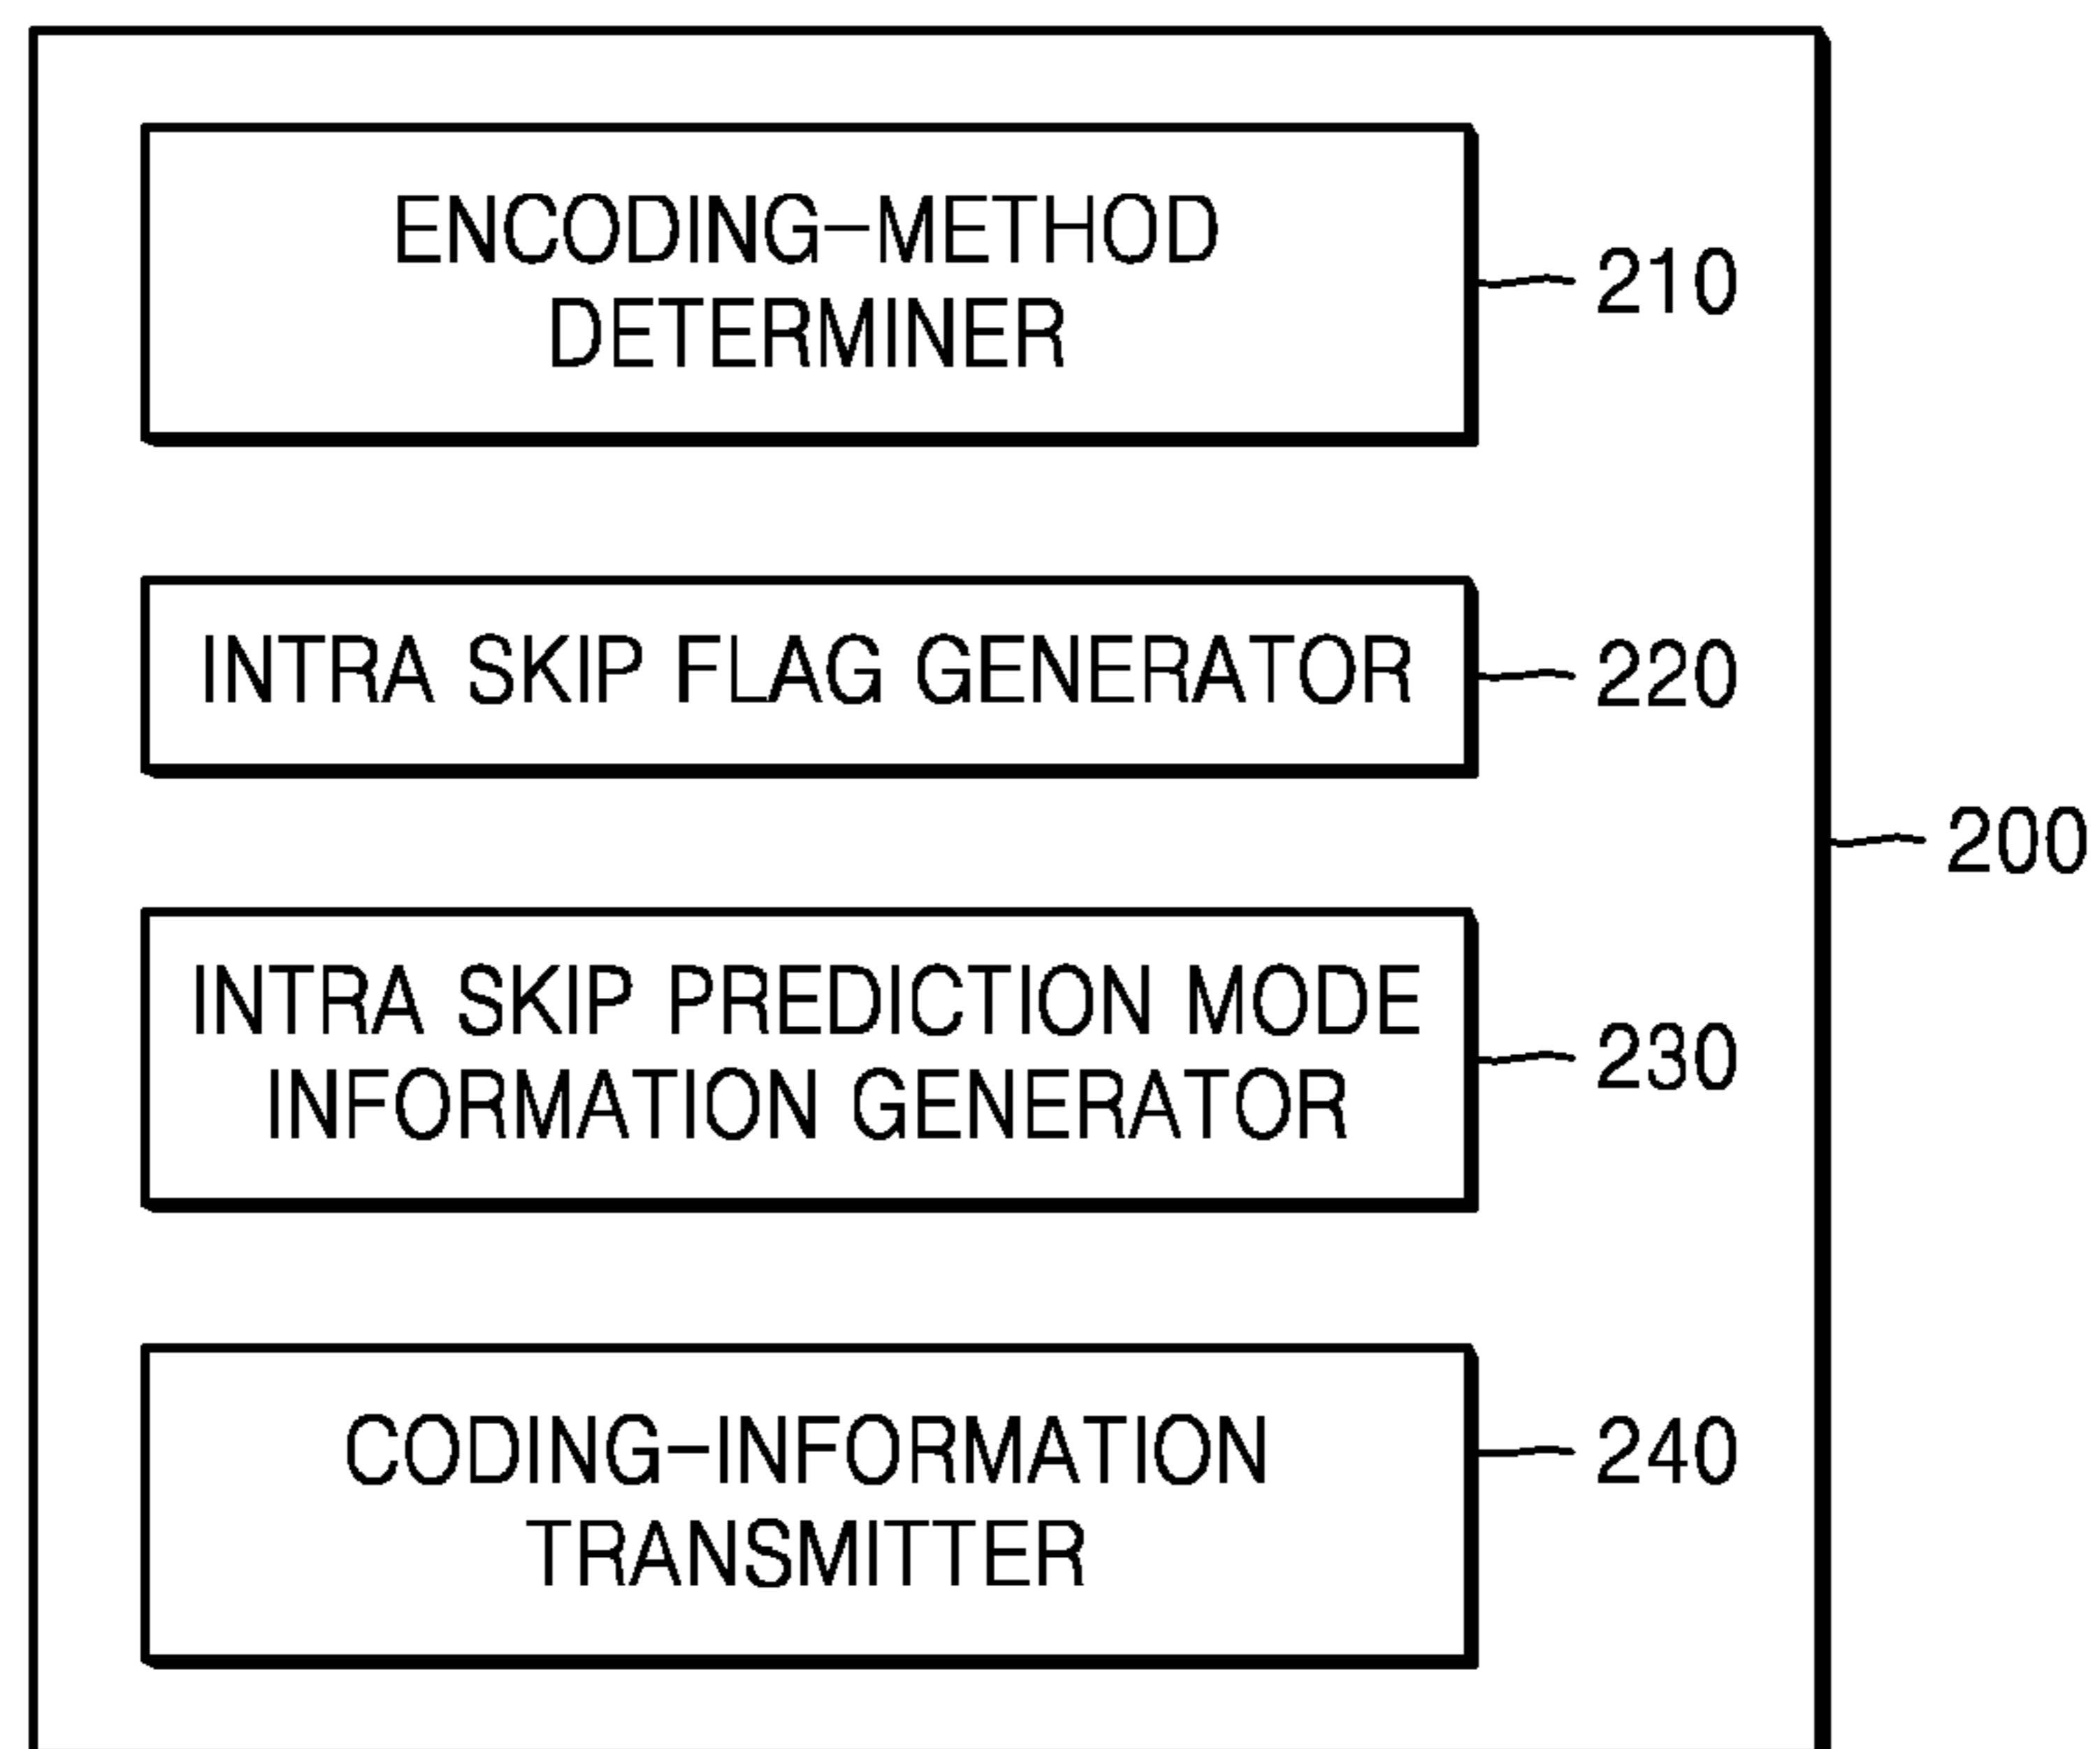 ENCODING-METHOD
DETERMINER
210
INTRA SKIP FLAG GENERATOR
220
200
INTRA SKIP PREDICTION MODE
INFORMATION GENERATOR
230
CODING-INFORMATION
TRANSMITTER
240